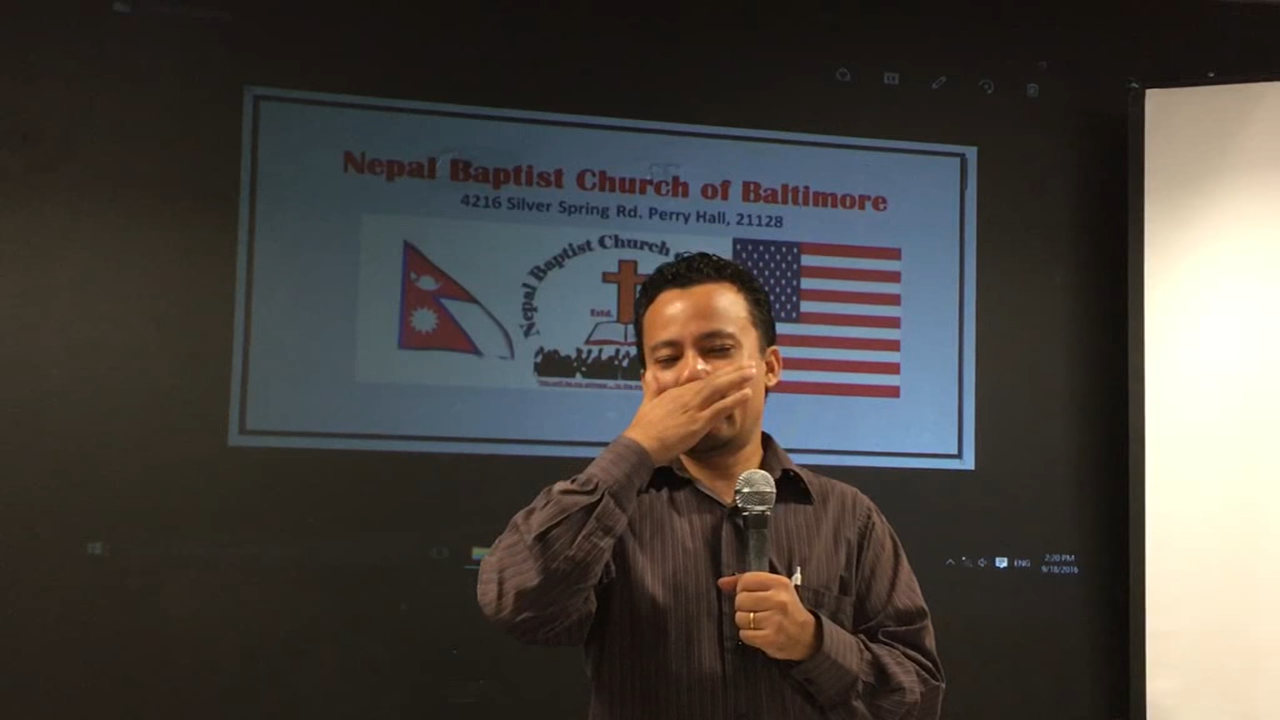 Nepal Baptist Church of Baltimore
4216 Silver Spring Rd. Perry Hall, 21128
Nepal Baptist Church
Estd.
ENG
2:20 PM
9/18/2016